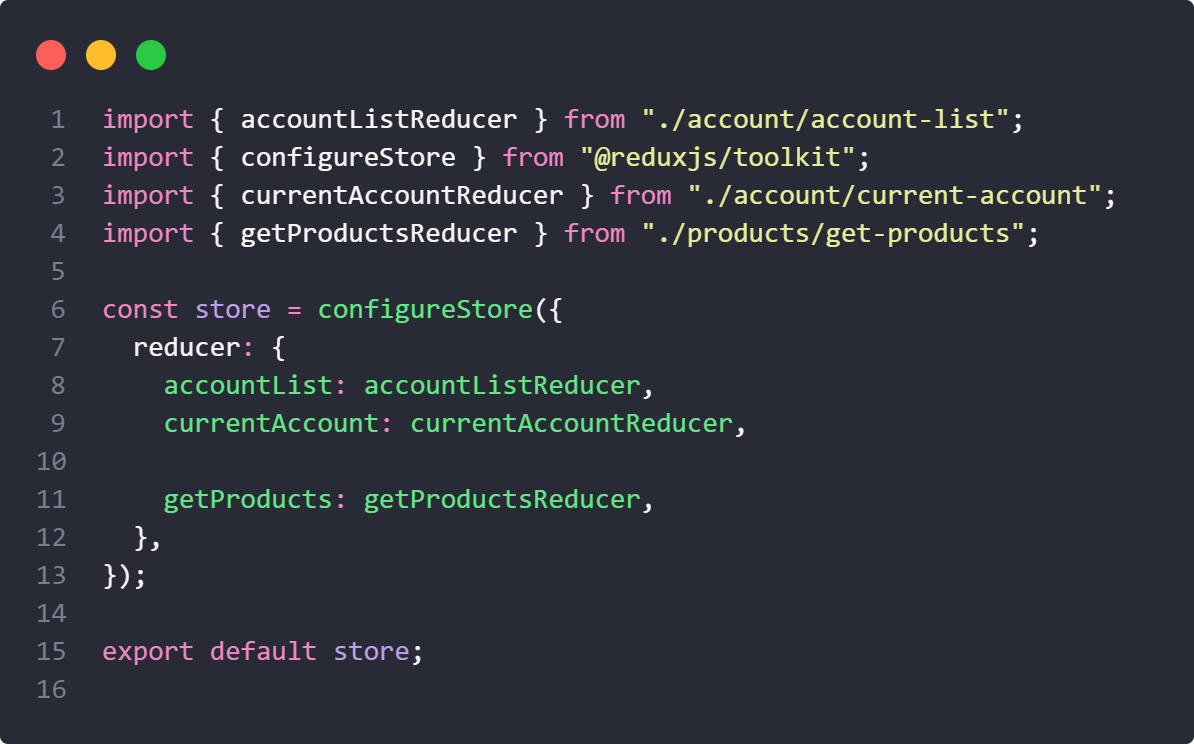 1 import { accountListReducer } from "./account/account-list";
2 import { configureStore } from "@reduxjs/toolkit";
3 import { currentAccountReducer } from "./account/current-account";
4 import { getProductsReducer } from "./products/get-products";
5
6 const store = configureStore({
7   reducer: {
8     accountList: accountListReducer,
9     currentAccount: currentAccountReducer,
10
11     getProducts: getProductsReducer,
12   },
13 });
14
15 export default store;
16